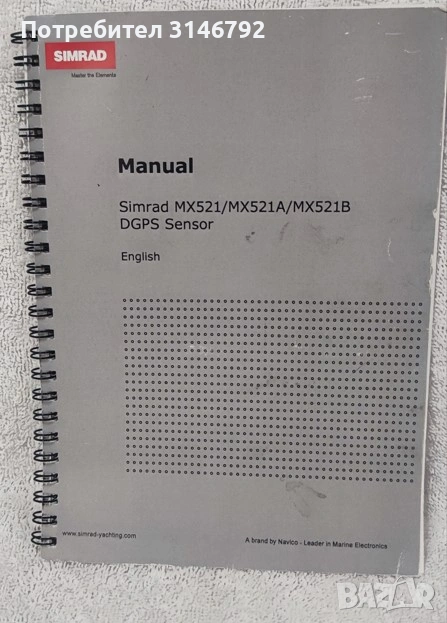 Потребител 3146792
SIMRAD
Master the Elements
Manual
Simrad MX521/MX521A/MX521B
DGPS Sensor
English
www.simrad-yachting.com
A brand by Navico - Leader in Marine Electronics
BAZAR